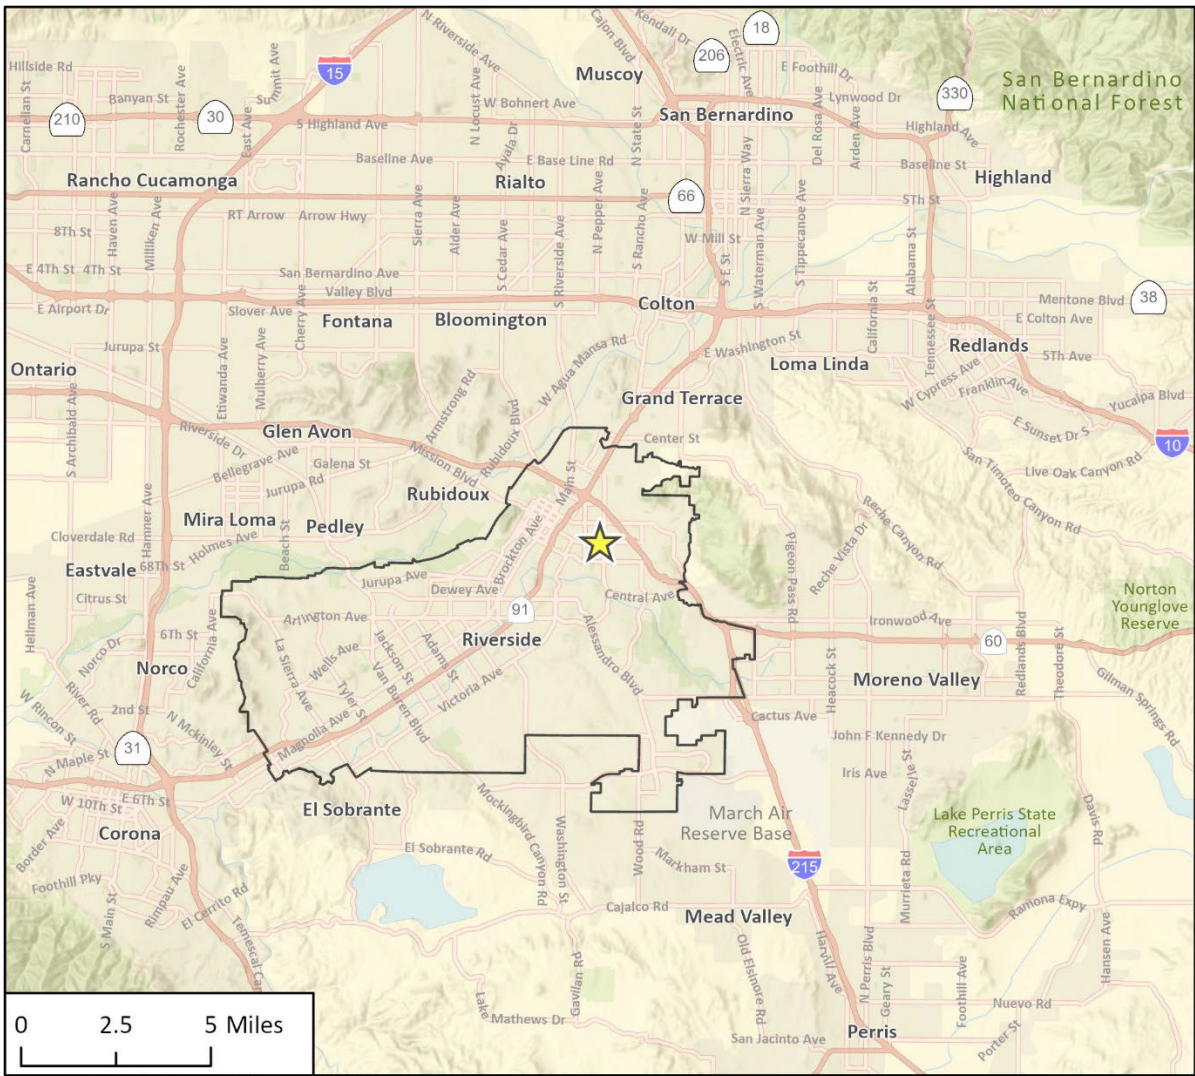 Hillside Rd
Carnelian St
Banyan St
210
Rochester Ave
30
Summit Ave
East Ave
15
N Riverside Ave
Cajon Blvd
Kendall Dr
206
Electric Ave
18
E Foothill Dr
Muscoy
330
San Bernardino
National Forest
Lynwood Dr
W Bohnert Ave
N Locust Ave
San Bernardino
S Highland Ave
Highland Ave
Ayala Dr
N State St
Del Rosa Ave
Arden Ave
N Sierra Way
Baseline Ave
E Base Line Rd
Baseline St
Rancho Cucamonga
Rialto
Highland
66
5Th St
RT Arrow
Arrow Hwy
8Th St
Haven Ave
Milliken Ave
Sierra Ave
Alder Ave
S Cedar Ave
S Riverside Ave
N Pepper Ave
S Rancho Ave
W Mill St
S E St
S Waterman Ave
S Tippecanoe Ave
Alabama St
E 4Th St
4Th St
San Bernardino Ave
Valley Blvd
E Airport Dr
Slover Ave
Cherry Ave
Fontana
Bloomington
Colton
California St
Tennessee St
Mentone Blvd
38
E Colton Ave
Jurupa St
Etiwanda Ave
Mulberry Ave
W Agua Mansa Rd
E Washington St
Redlands
5Th Ave
Ontario
Loma Linda
S Archibald Ave
Armstrong Rd
W Cypress Ave
Franklin Ave
Yucaipa Blvd
Grand Terrace
Riverside Dr
Glen Avon
Rubidoux Blvd
Center St
E Sunset Dr S
10
Bellegrave Ave
Galena St
Mission Blvd
Main St
San Timoteo Canyon Rd
Live Oak Canyon Rd
Jurupa Rd
Rubidoux
Hamner Ave
Mira Loma
Pedley
Reche Canyon Rd
Cloverdale Rd
Holmes Ave
Beach St
Brockton Ave
Pigeon Pass Rd
Reche Vista Dr
68Th St
Eastvale
Jurupa Ave
Dewey Ave
Central Ave
Norton
Younglove
Reserve
Hellman Ave
Citrus St
Arlington Ave
91
Alessandro Blvd
Ironwood Ave
60
Redlands Blvd
Theodore St
6Th St
Norco Dr
California Ave
La Sierra Ave
Wells Ave
Jackson St
Adams St
Riverside
Norco
Tyler St
Van Buren Blvd
Victoria Ave
Heacock St
Moreno Valley
Gilman Springs Rd
River Rd
W Rincon St
2nd St
N Mckinley St
Magnolia Ave
Cactus Ave
John F Kennedy Dr
31
N Maple St
Iris Ave
Lasselle St
Davis Rd
W 10Th St
E 6Th St
El Sobrante
Mockingbird Canyon Rd
Washington St
Wood Rd
March Air
Reserve Base
Lake Perris State
Recreational
Area
Corona
Border Ave
El Sobrante Rd
Markham St
215
Foothill Pky
Rimpau Ave
S Main St
El Cerrito Rd
Temescal Can
Cajalco Rd
Mead Valley
Murrieta Rd
Ramona Expy
Old Elsinore Rd
Harvill Ave
N Perris Blvd
Geary St
Foothill Ave
Hansen Ave
Gavilan Rd
Lake
Mathews Dr
Nuevo Rd
San Jacinto Ave
Perris
Porter St
0 2.5 5 Miles